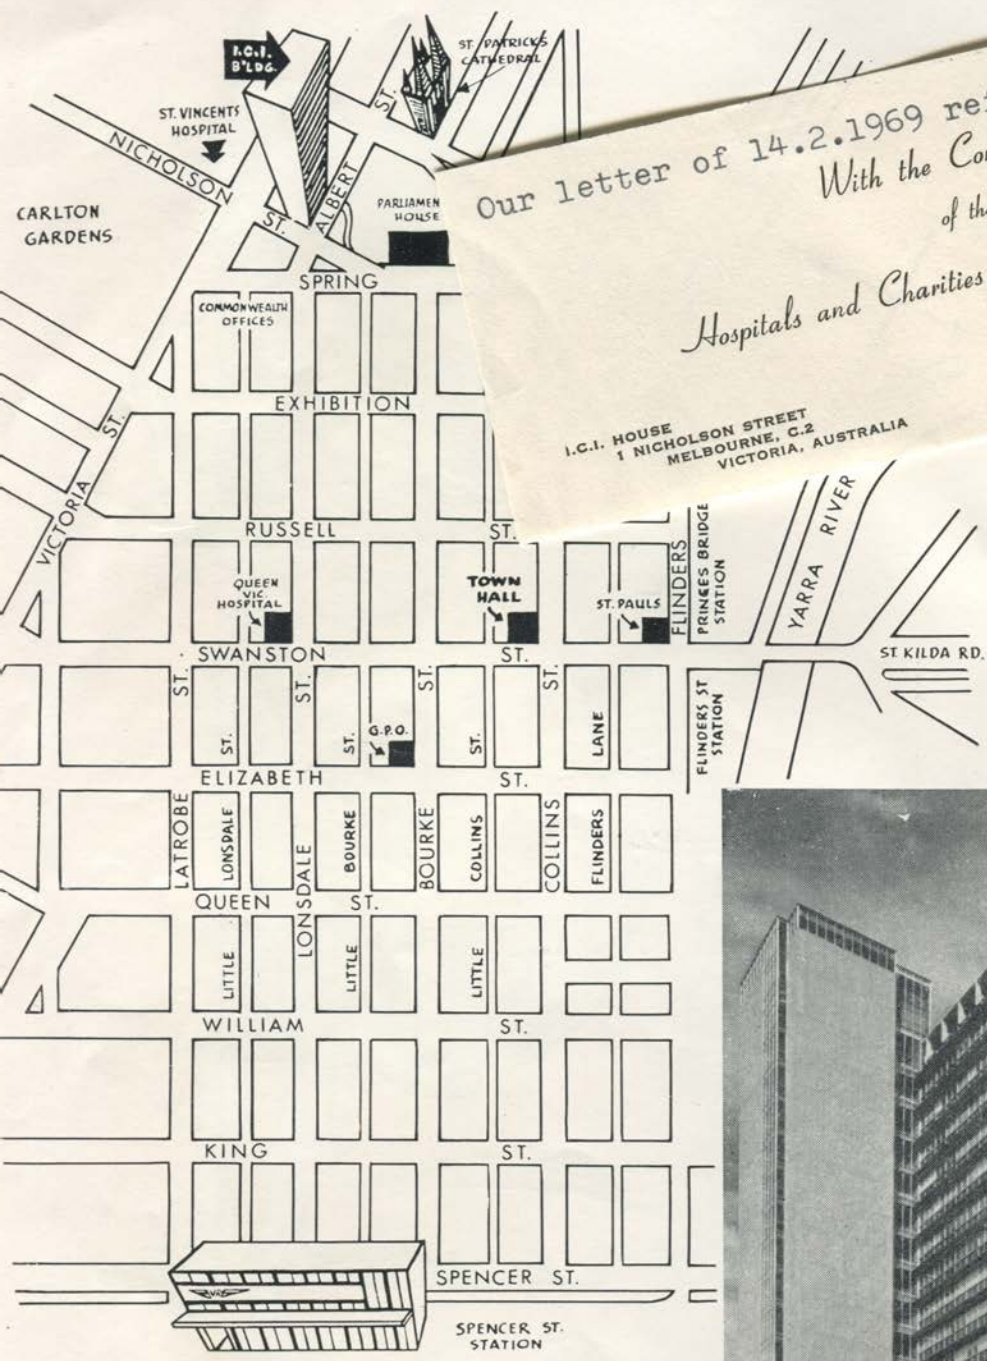 I.C.I.
B'LDG.
ST. PATRICKS
CATHEDRAL
ST. VINCENTS
HOSPITAL
ST.
NICHOLSON
ST.
ALBERT
CARLTON
GARDENS
PARLIAMEN
HOUSE
Our letter of 14.2.1969
With the
of
Hospitals and Charities
I.C.I. HOUSE
1 NICHOLSON STREET
MELBOURNE, C.2
VICTORIA, AUSTRALIA
SPRING
COMMONWEALTH
OFFICES
EXHIBITION
VICTORIA ST.
RUSSELL ST.
QUEEN
VIC.
HOSPITAL
TOWN
HALL
ST. PAULS
FLINDERS
PRINCES BRIDGE
STATION
YARRA RIVER
ST KILDA RD.
SWANSTON ST.
ST.
ST.
ST.
ST.
ST.
ST.
G.P.O.
ST.
LANE
FLINDERS ST
STATION
ELIZABETH ST.
LATROBE
LONSDALE
LONSDALE
BOURKE
BOURKE
COLLINS
COLLINS
FLINDERS
QUEEN ST.
LITTLE
LITTLE
LITTLE
WILLIAM ST.
KING ST.
SPENCER ST.
VR
SPENCER ST.
STATION